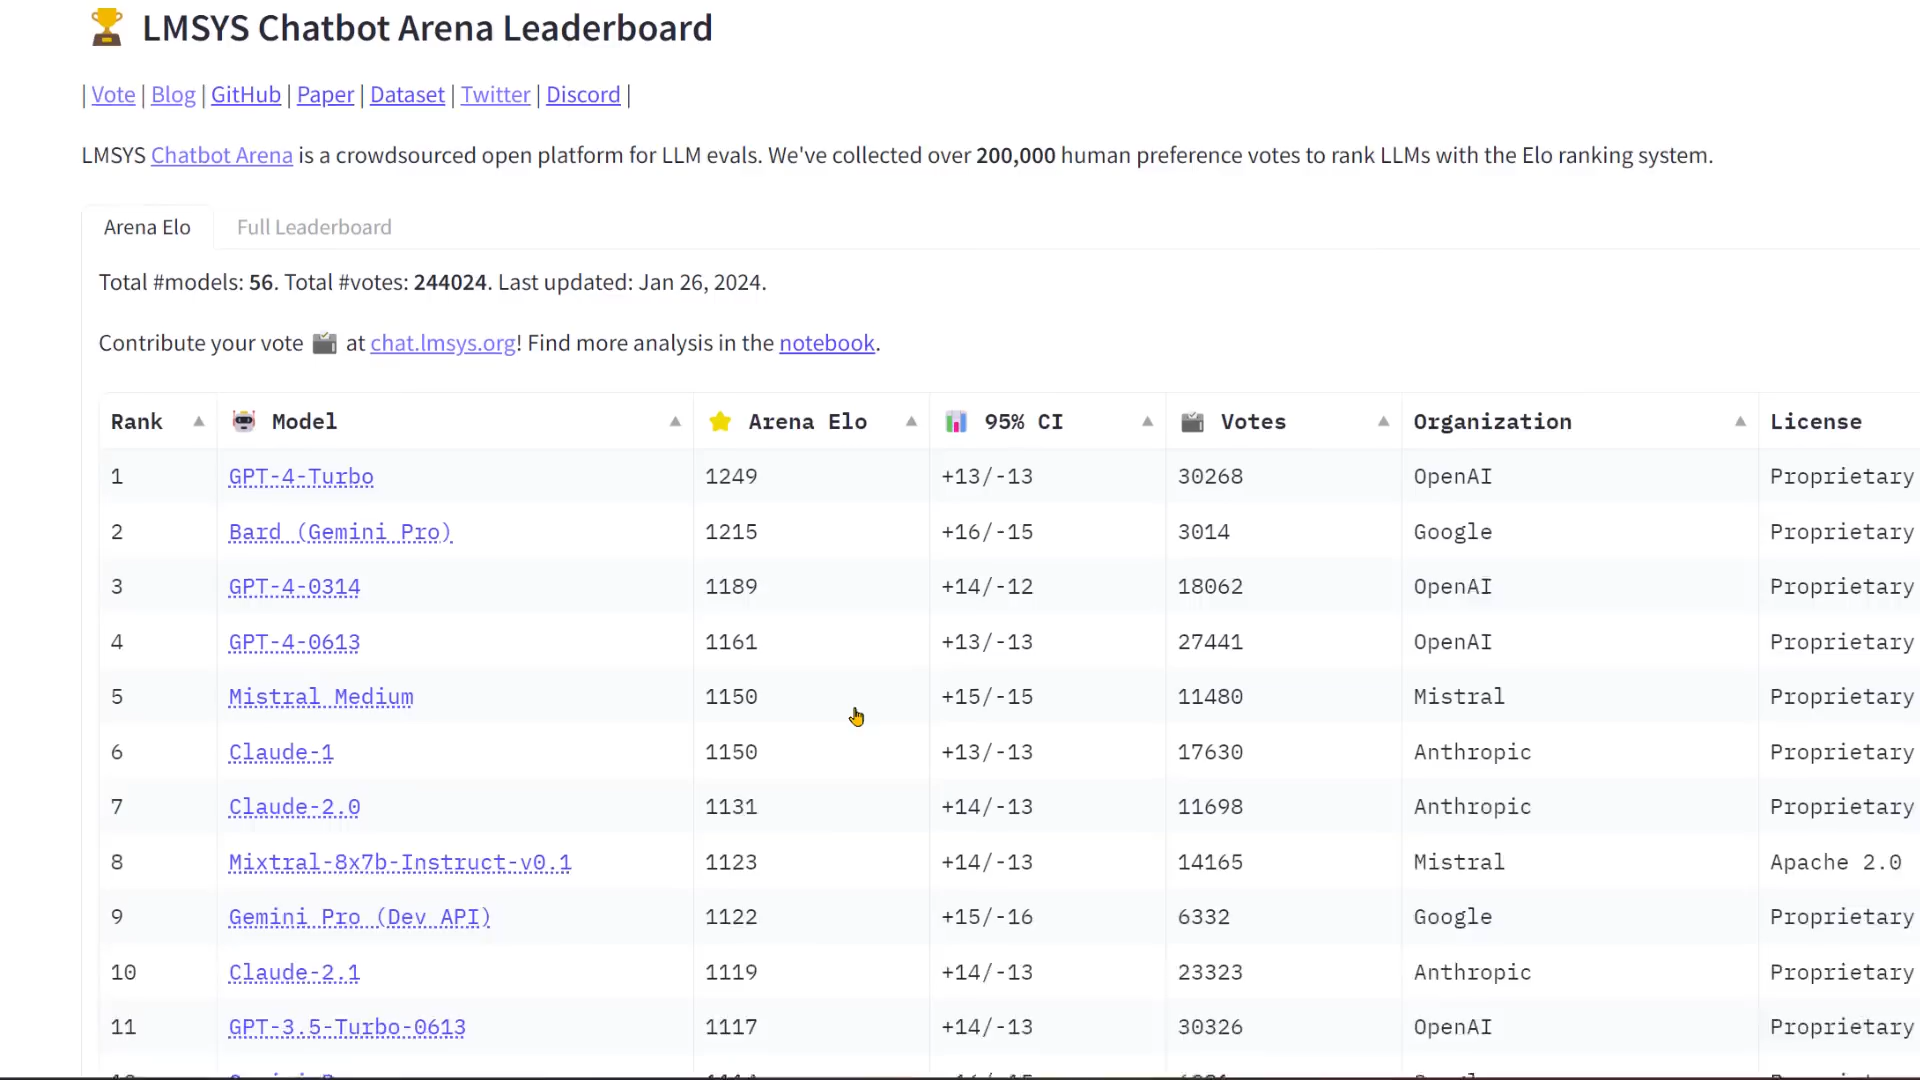 LMSYS Chatbot Arena Leaderboard
| Vote | Blog | GitHub | Paper | Dataset | Twitter | Discord |
LMSYS Chatbot Arena is a crowdsourced open platform for LLM evals. We've collected over 200,000 human preference votes to rank LLMs with the Elo ranking system.
Arena Elo Full Leaderboard
Total #models: 56. Total #votes: 244024. Last updated: Jan 26, 2024.
Contribute your vote at chat.lmsys.org! Find more analysis in the notebook.
Rank Model Arena Elo 95% CI Votes Organization License
1 GPT-4-Turbo 1249 +13/-13 30268 OpenAI Proprietary
2 Bard (Gemini Pro) 1215 +16/-15 3014 Google Proprietary
3 GPT-4-0314 1189 +14/-12 18062 OpenAI Proprietary
4 GPT-4-0613 1161 +13/-13 27441 OpenAI Proprietary
5 Mistral Medium 1150 +15/-15 11480 Mistral Proprietary
6 Claude-1 1150 +13/-13 17630 Anthropic Proprietary
7 Claude-2.0 1131 +14/-13 11698 Anthropic Proprietary
8 Mixtral-8x7b-Instruct-v0.1 1123 +14/-13 14165 Mistral Apache 2.0
9 Gemini Pro (Dev API) 1122 +15/-16 6332 Google Proprietary
10 Claude-2.1 1119 +14/-13 23323 Anthropic Proprietary
11 GPT-3.5-Turbo-0613 1117 +14/-13 30326 OpenAI Proprietary